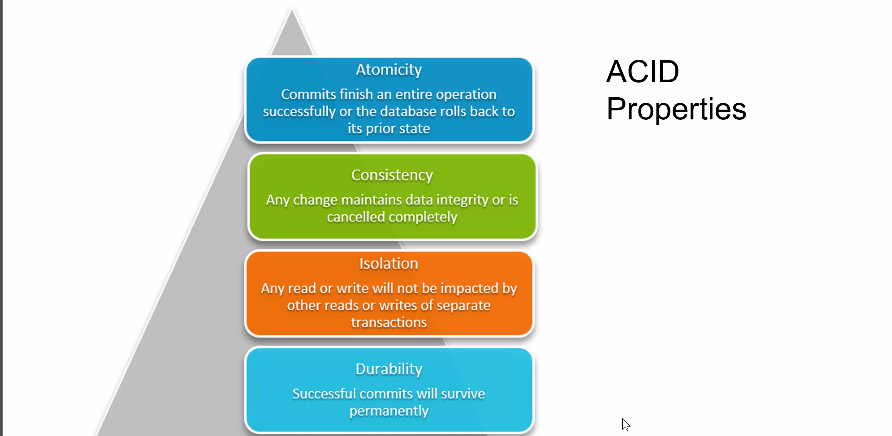 Atomicity
Commits finish an entire operation
successfully or the database rolls back to
its prior state
Consistency
Any change maintains data integrity or is
cancelled completely
Isolation
Any read or write will not be impacted by
other reads or writes of separate
transactions
Durability
Successful commits will survive
permanently
ACID
Properties